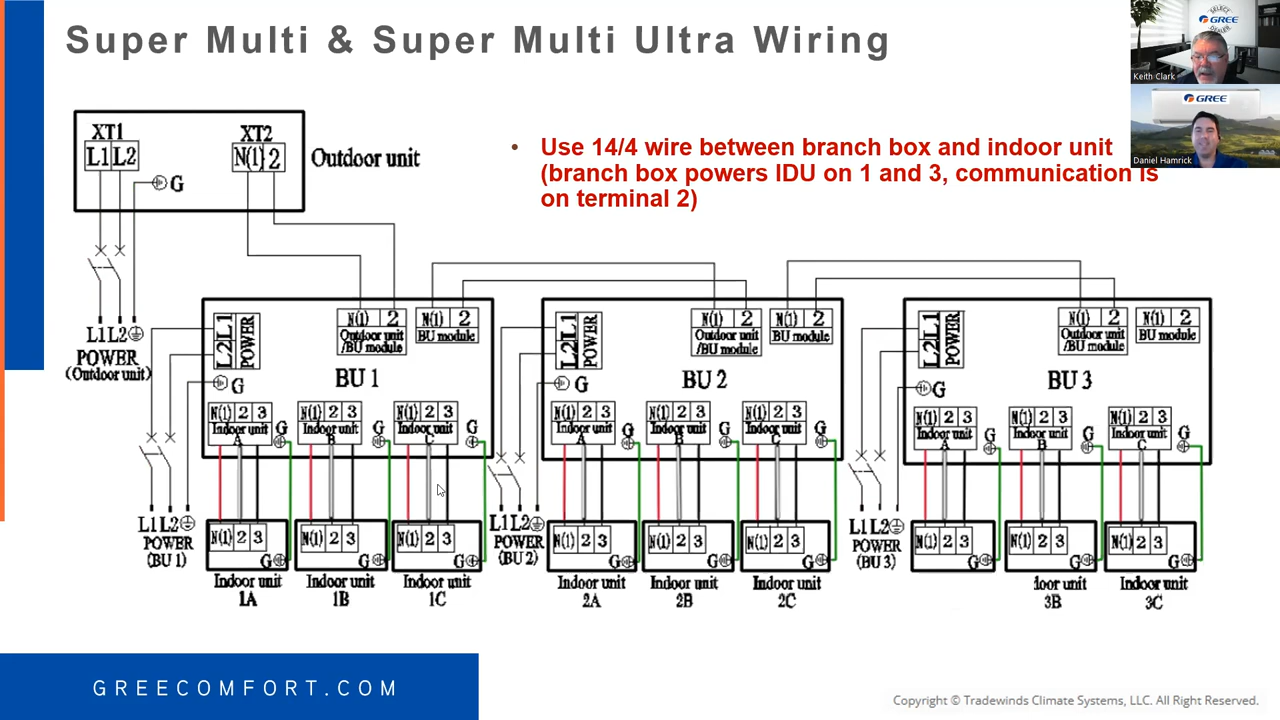 Super Multi & Super Multi Ultra Wiring
SELECT
GREE
DEALER
Keith Clark
GREE
Daniel Hamrick
• Use 14/4 wire between branch box and indoor unit
(branch box powers IDU on 1 and 3, communication is
on terminal 2)
XT1
L1 L2
XT2
N(1) 2
Outdoor unit
G
L1 L2
POWER
(Outdoor unit)
L2 L1
POWER
N(1) 2
Outdoor unit
/BU module
N(1) 2
BU module
G
BU 1
N(1) 2 3
Indoor unit
A
N(1) 2 3
Indoor unit
B
N(1) 2 3
Indoor unit
C
G
G
G
L2 L1
POWER
N(1) 2
Outdoor unit
/BU module
N(1) 2
BU module
G
BU 2
N(1) 2 3
Indoor unit
A
N(1) 2 3
Indoor unit
B
N(1) 2 3
Indoor unit
C
G
G
G
L2 L1
POWER
N(1) 2
Outdoor unit
/BU module
N(1) 2
BU module
G
BU 3
N(1) 2 3
Indoor unit
A
N(1) 2 3
Indoor unit
B
N(1) 2 3
Indoor unit
C
G
G
G
L1 L2
POWER
(BU 1)
N(1) 2 3
G
Indoor unit
1A
N(1) 2 3
G
Indoor unit
1B
N(1) 2 3
G
Indoor unit
1C
L1 L2
POWER
(BU 2)
N(1) 2 3
G
Indoor unit
2A
N(1) 2 3
G
Indoor unit
2B
N(1) 2 3
G
Indoor unit
2C
L1 L2
POWER
(BU 3)
N(1) 2 3
G
N(1) 2 3
G
door unit
3B
N(1) 2 3
G
Indoor unit
3C
GREECOMFORT.COM
Copyright © Tradewinds Climate Systems, LLC. All Right Reserved.